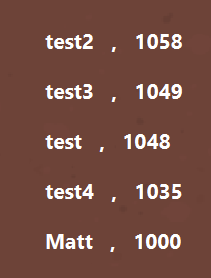 test2 , 1058
test3 , 1049
test , 1048
test4 , 1035
Matt , 1000